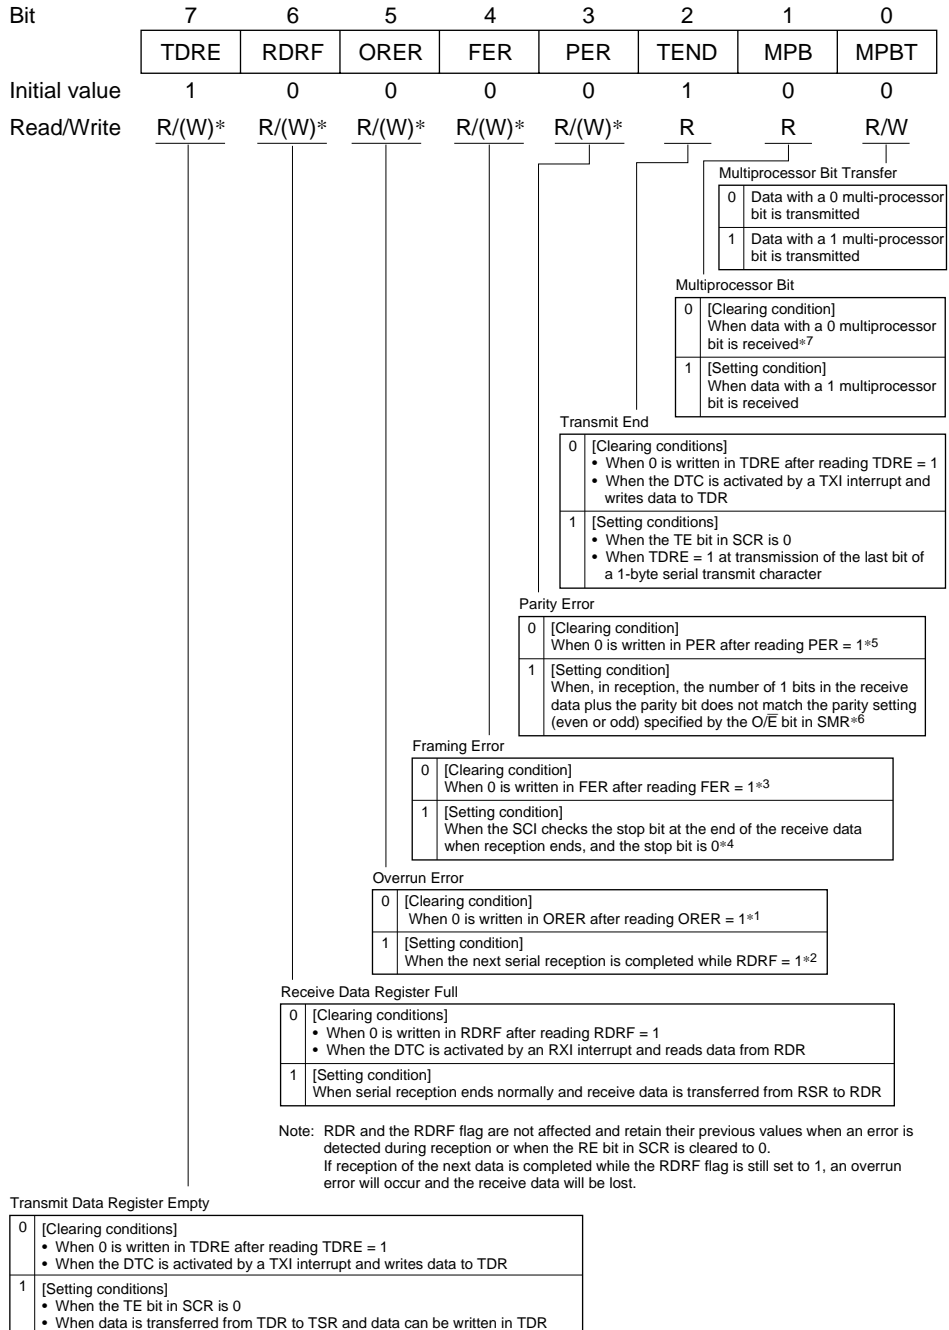 Bit 7 6 5 4 3 2 1 0
TDRE RDRF ORER FER PER TEND MPB MPBT
Initial value 1 0 0 0 0 1 0 0
Read/Write R/(W)* R/(W)* R/(W)* R/(W)* R/(W)* R R R/W
Multiprocessor Bit Transfer
0 Data with a 0 multi-processor
bit is transmitted
1 Data with a 1 multi-processor
bit is transmitted
Multiprocessor Bit
0 [Clearing condition]
When data with a 0 multiprocessor
bit is received*7
1 [Setting condition]
When data with a 1 multiprocessor
bit is received
Transmit End
0 [Clearing conditions]
• When 0 is written in TDRE after reading TDRE = 1
• When the DTC is activated by a TXI interrupt and
writes data to TDR
1 [Setting conditions]
• When the TE bit in SCR is 0
• When TDRE = 1 at transmission of the last bit of
a 1-byte serial transmit character
Parity Error
0 [Clearing condition]
When 0 is written in PER after reading PER = 1*5
1 [Setting condition]
When, in reception, the number of 1 bits in the receive
data plus the parity bit does not match the parity setting
(even or odd) specified by the O/E̅ bit in SMR*6
Framing Error
0 [Clearing condition]
When 0 is written in FER after reading FER = 1*3
1 [Setting condition]
When the SCI checks the stop bit at the end of the receive data
when reception ends, and the stop bit is 0*4
Overrun Error
0 [Clearing condition]
When 0 is written in ORER after reading ORER = 1*1
1 [Setting condition]
When the next serial reception is completed while RDRF = 1*2
Receive Data Register Full
0 [Clearing conditions]
• When 0 is written in RDRF after reading RDRF = 1
• When the DTC is activated by an RXI interrupt and reads data from RDR
1 [Setting condition]
When serial reception ends normally and receive data is transferred from RSR to RDR
Note: RDR and the RDRF flag are not affected and retain their previous values when an error is
detected during reception or when the RE bit in SCR is cleared to 0.
If reception of the next data is completed while the RDRF flag is still set to 1, an overrun
error will occur and the receive data will be lost.
Transmit Data Register Empty
0 [Clearing conditions]
• When 0 is written in TDRE after reading TDRE = 1
• When the DTC is activated by a TXI interrupt and writes data to TDR
1 [Setting conditions]
• When the TE bit in SCR is 0
• When data is transferred from TDR to TSR and data can be written in TDR